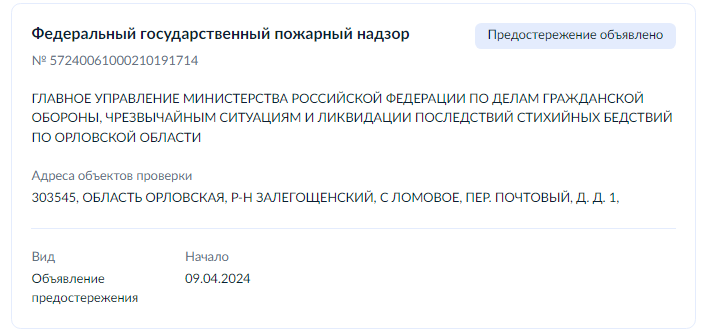 Федеральный государственный пожарный надзор
Предостережение объявлено
№ 57240061000210191714
ГЛАВНОЕ УПРАВЛЕНИЕ МИНИСТЕРСТВА РОССИЙСКОЙ ФЕДЕРАЦИИ ПО ДЕЛАМ ГРАЖДАНСКОЙ
ОБОРОНЫ, ЧРЕЗВЫЧАЙНЫМ СИТУАЦИЯМ И ЛИКВИДАЦИИ ПОСЛЕДСТВИЙ СТИХИЙНЫХ БЕДСТВИЙ
ПО ОРЛОВСКОЙ ОБЛАСТИ
Адреса объектов проверки
303545, ОБЛАСТЬ ОРЛОВСКАЯ, Р-Н ЗАЛЕГОЩЕНСКИЙ, С ЛОМОВОЕ, ПЕР. ПОЧТОВЫЙ, Д. Д. 1,
Вид
Объявление
предостережения
Начало
09.04.2024